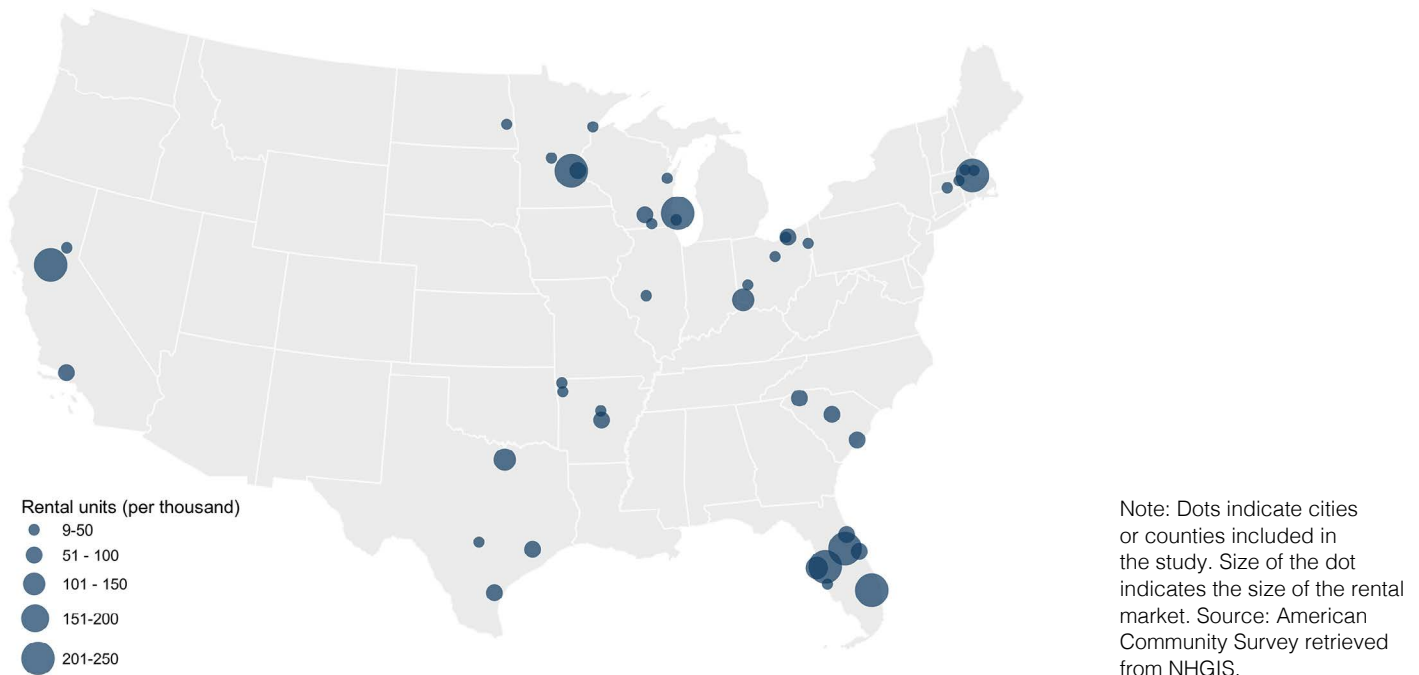 Rental units (per thousand)
9-50
51 - 100
101 - 150
151-200
201-250
Note: Dots indicate cities
or counties included in
the study. Size of the dot
indicates the size of the rental
market. Source: American
Community Survey retrieved
from NHGIS.